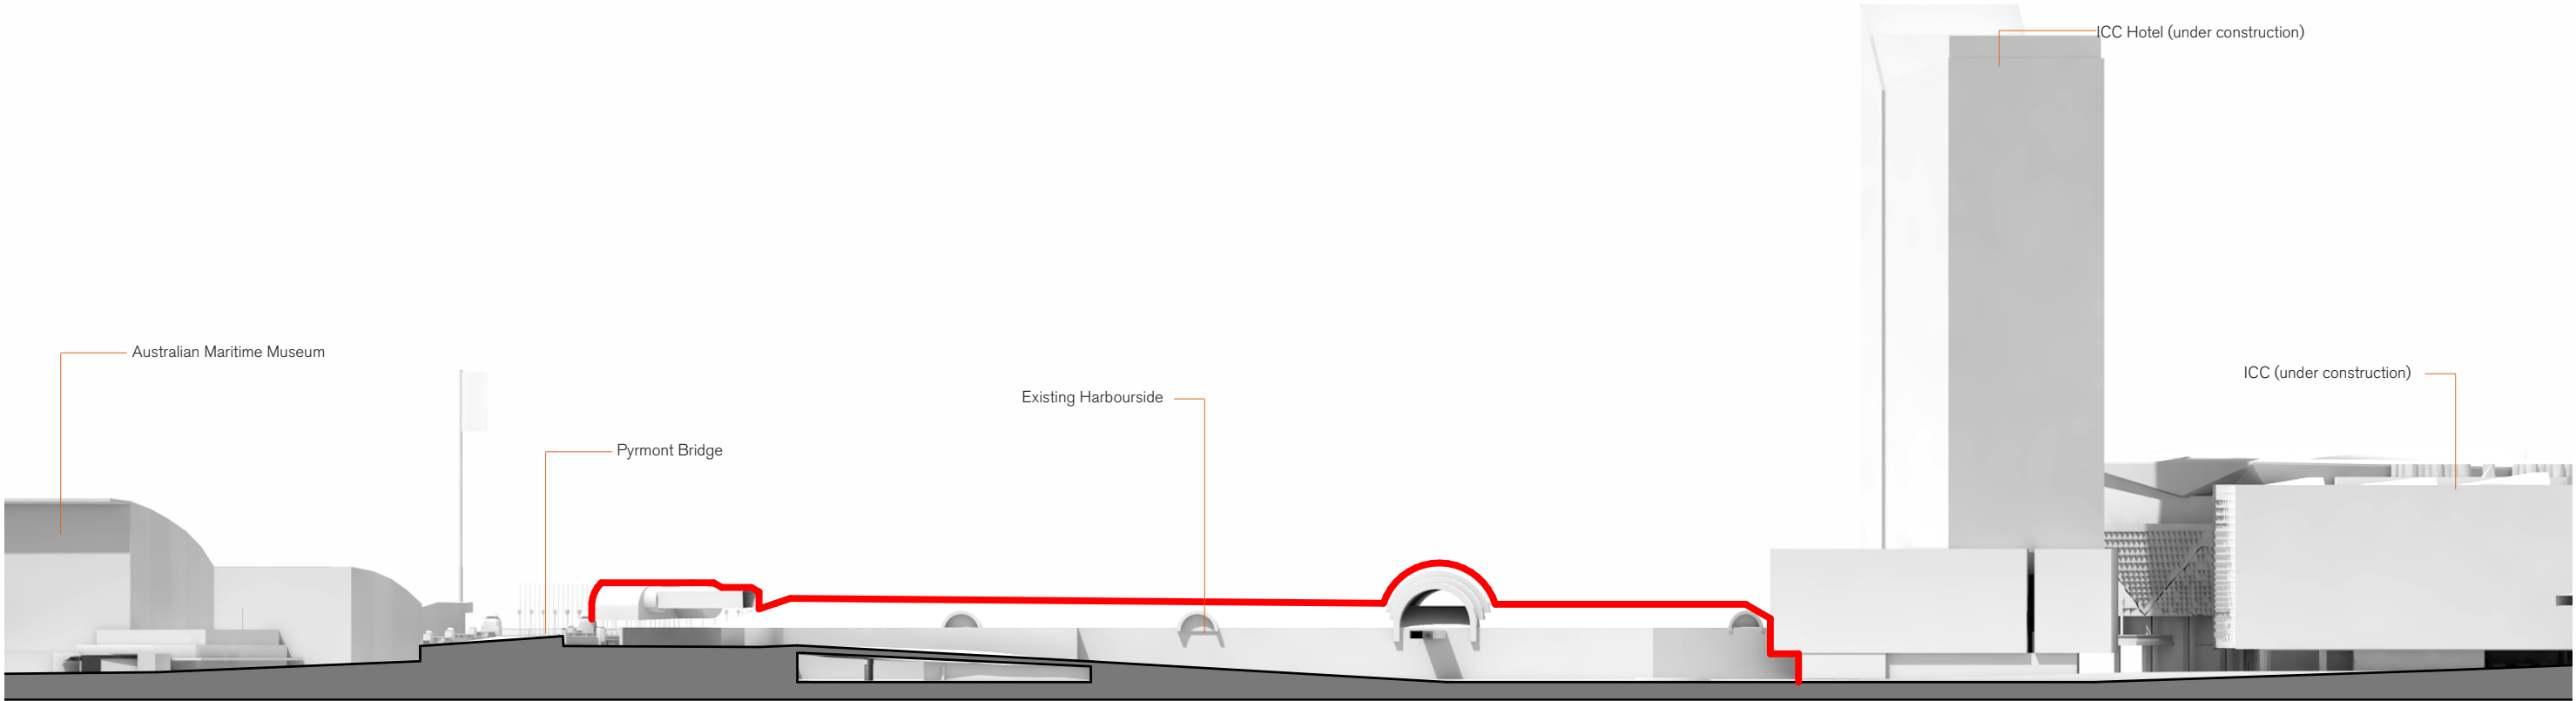 ICC Hotel (under construction)
Australian Maritime Museum
ICC (under construction)
Existing Harbourside
Pyrmont Bridge